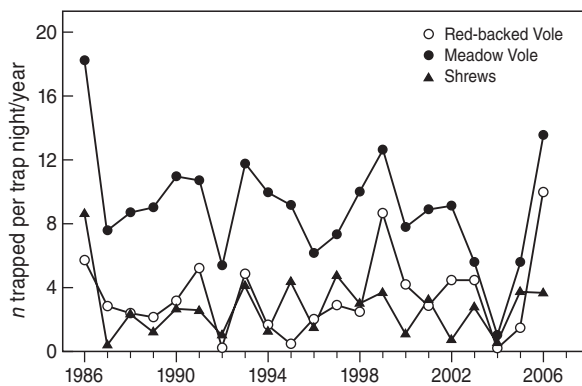 n trapped per trap night/year
20
16
12
8
4
0
Red-backed Vole
Meadow Vole
Shrews
1986 1990 1994 1998 2002 2006